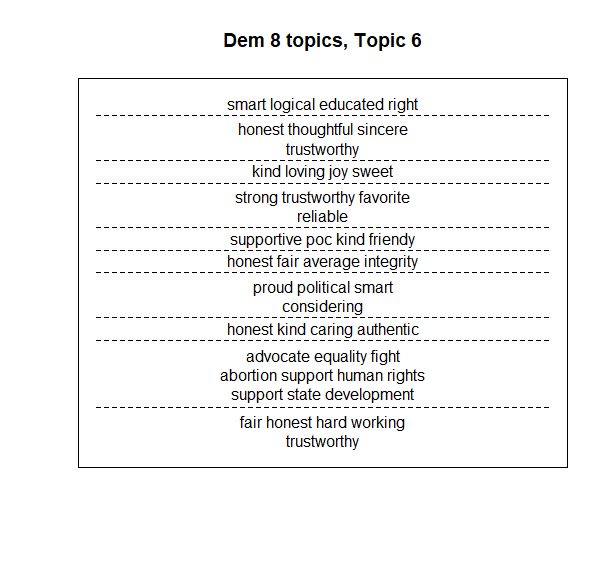 Dem 8 topics, Topic 6
smart logical educated right
honest thoughtful sincere
trustworthy
kind loving joy sweet
strong trustworthy favorite
reliable
supportive poc kind friendy
honest fair average integrity
proud political smart
considering
honest kind caring authentic
advocate equality fight
abortion support human rights
support state development
fair honest hard working
trustworthy